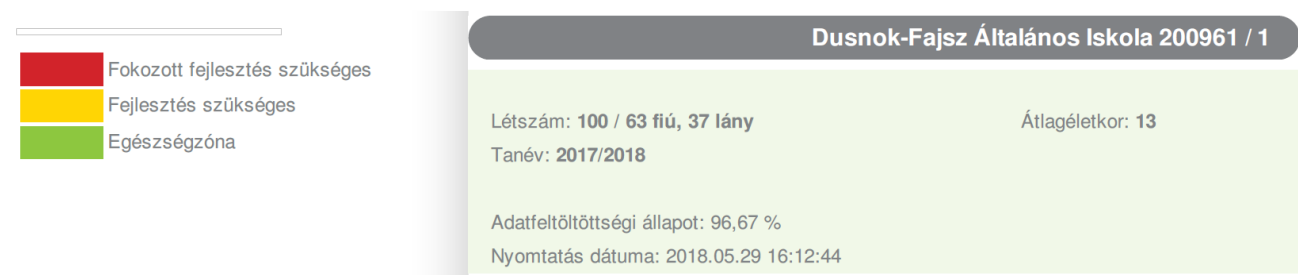 Fokozott fejlesztés szükséges
Fejlesztés szükséges
Egészségzóna
Dusnok-Fajsz Általános Iskola 200961 / 1
Létszám: 100 / 63 fiú, 37 lány
Átlagéletkor: 13
Tanév: 2017/2018
Adatfeltöltöttségi állapot: 96,67 %
Nyomtatás dátuma: 2018.05.29 16:12:44